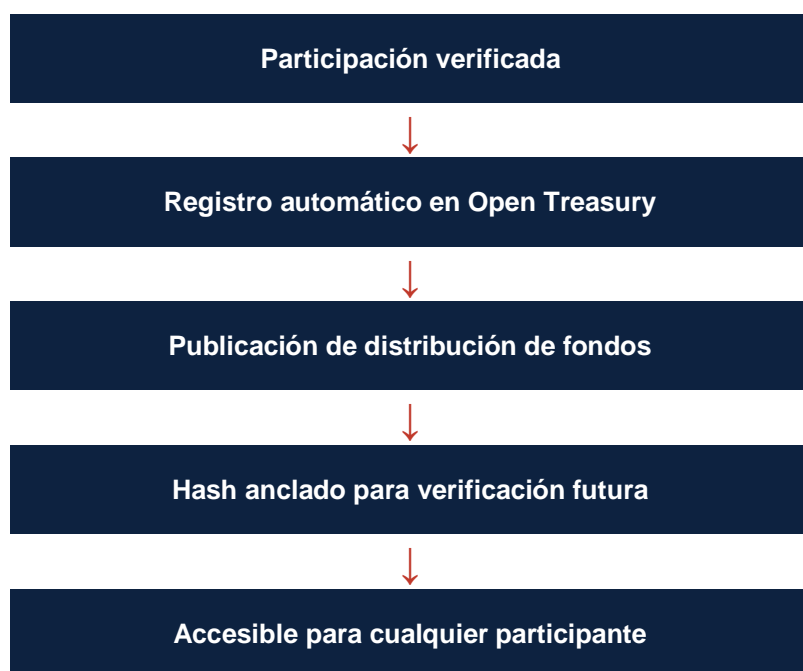 Participación verificada
Registro automático en Open Treasury
Publicación de distribución de fondos
Hash anclado para verificación futura
Accesible para cualquier participante